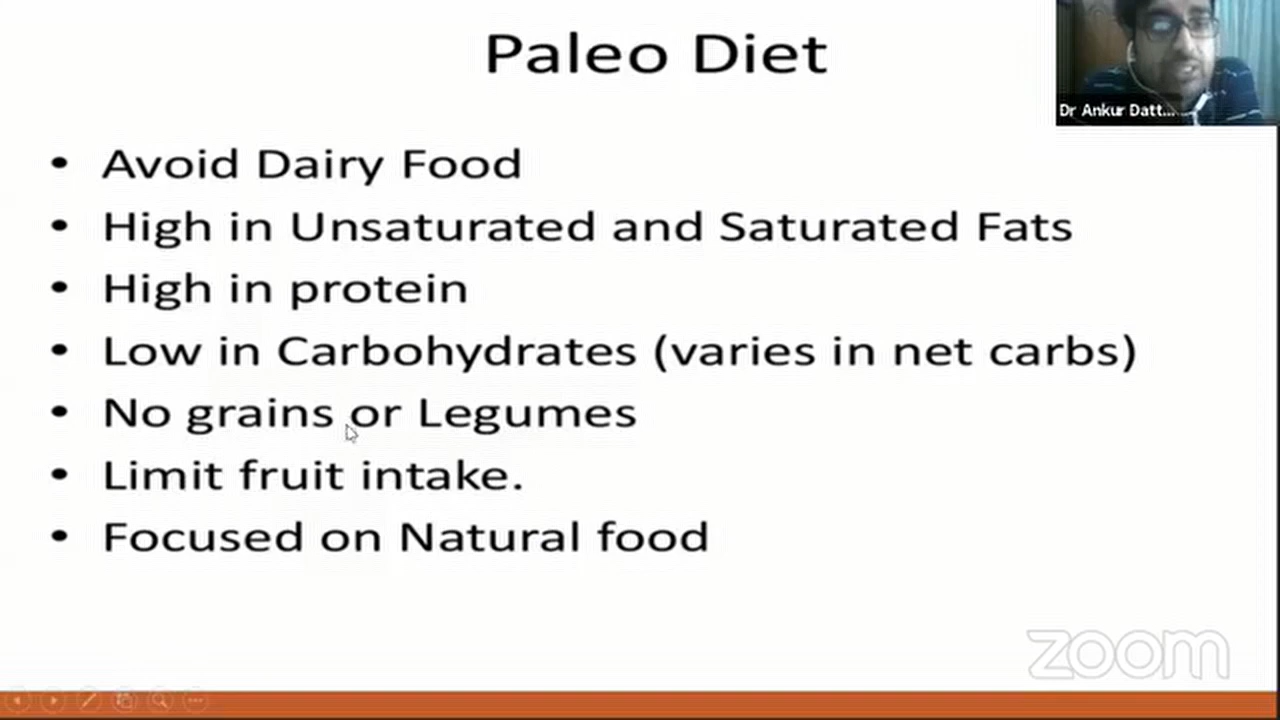 Paleo Diet
Dr Ankur Datt...
• Avoid Dairy Food
• High in Unsaturated and Saturated Fats
• High in protein
• Low in Carbohydrates (varies in net carbs)
• No grains or Legumes
• Limit fruit intake.
• Focused on Natural food
zoom